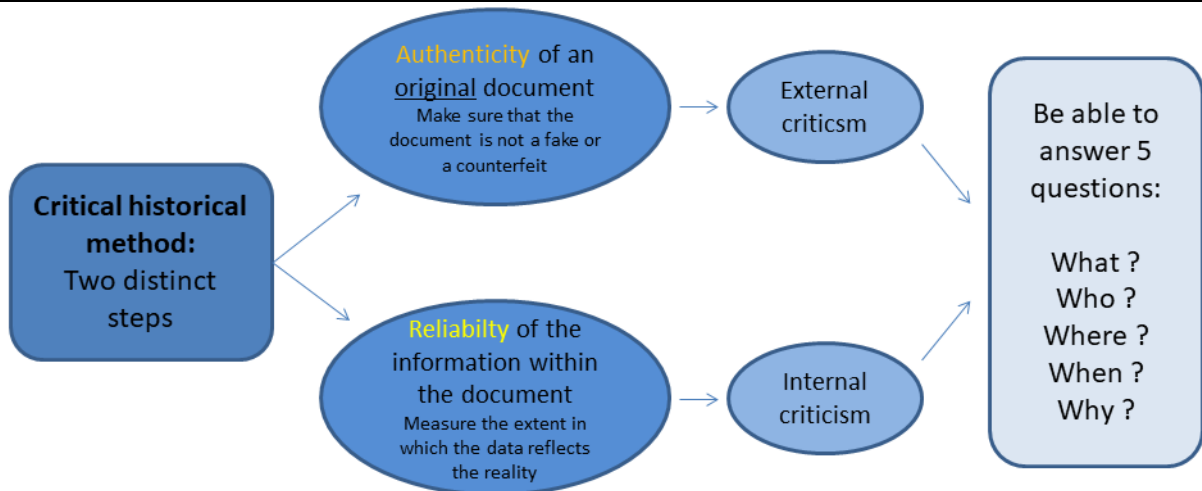 Critical historical
method:
Two distinct
steps
Authenticity of an
original document
Make sure that the
document is not a fake or
a counterfeit
External
criticsm
Reliabilty of the
information within
the document
Measure the extent in
which the data reflects
the reality
Internal
criticism
Be able to
answer 5
questions:
What ?
Who ?
Where ?
When ?
Why ?